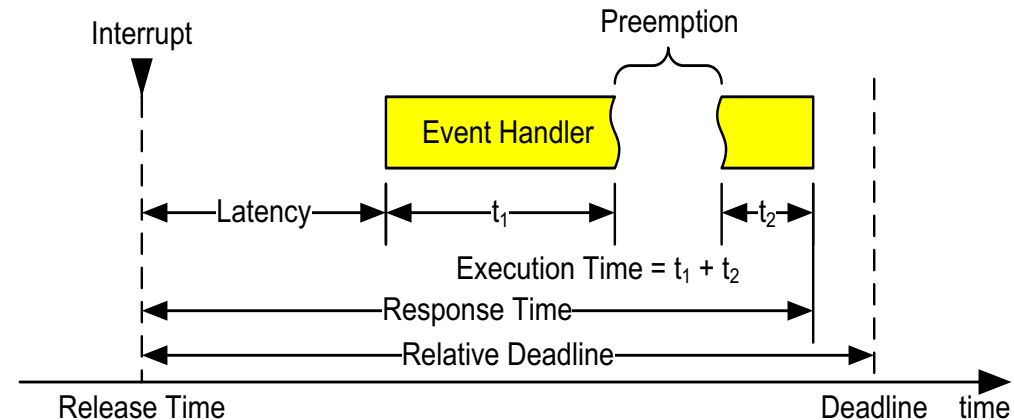 Preemption
Interrupt
Event Handler
Latency
t₁
t₂
Execution Time = t₁ + t₂
Response Time
Relative Deadline
Release Time
Deadline
time